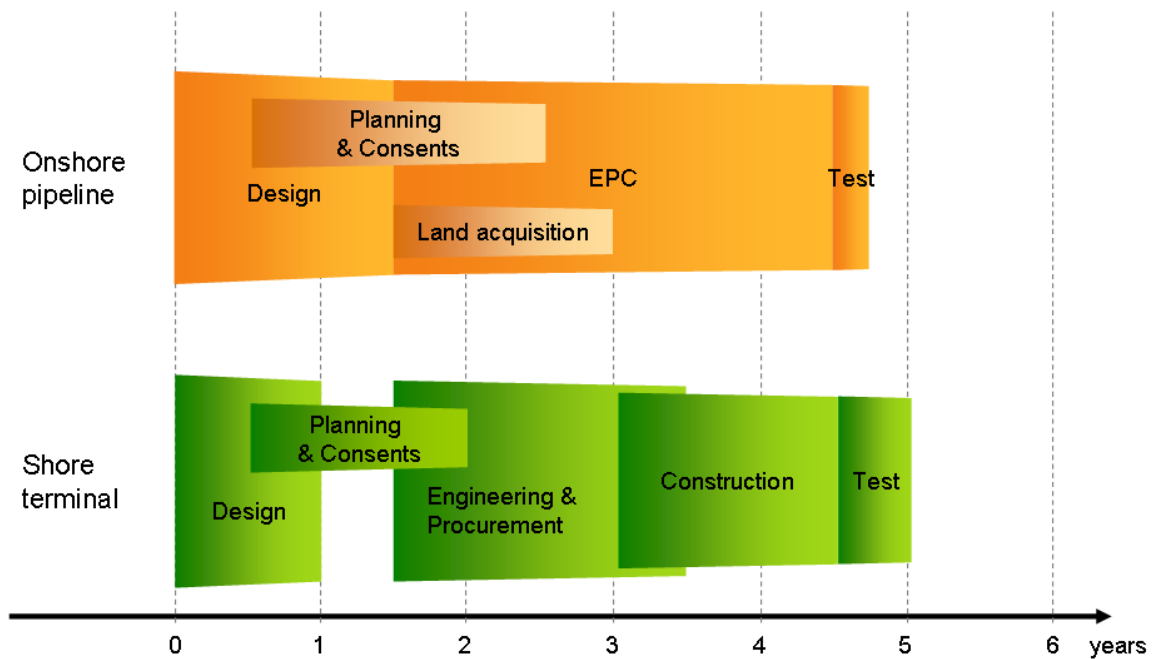 Onshore
pipeline
Planning
& Consents
Design
EPC
Test
Land acquisition
Shore
terminal
Planning
& Consents
Design
Engineering &
Procurement
Construction
Test
0 1 2 3 4 5 6 years